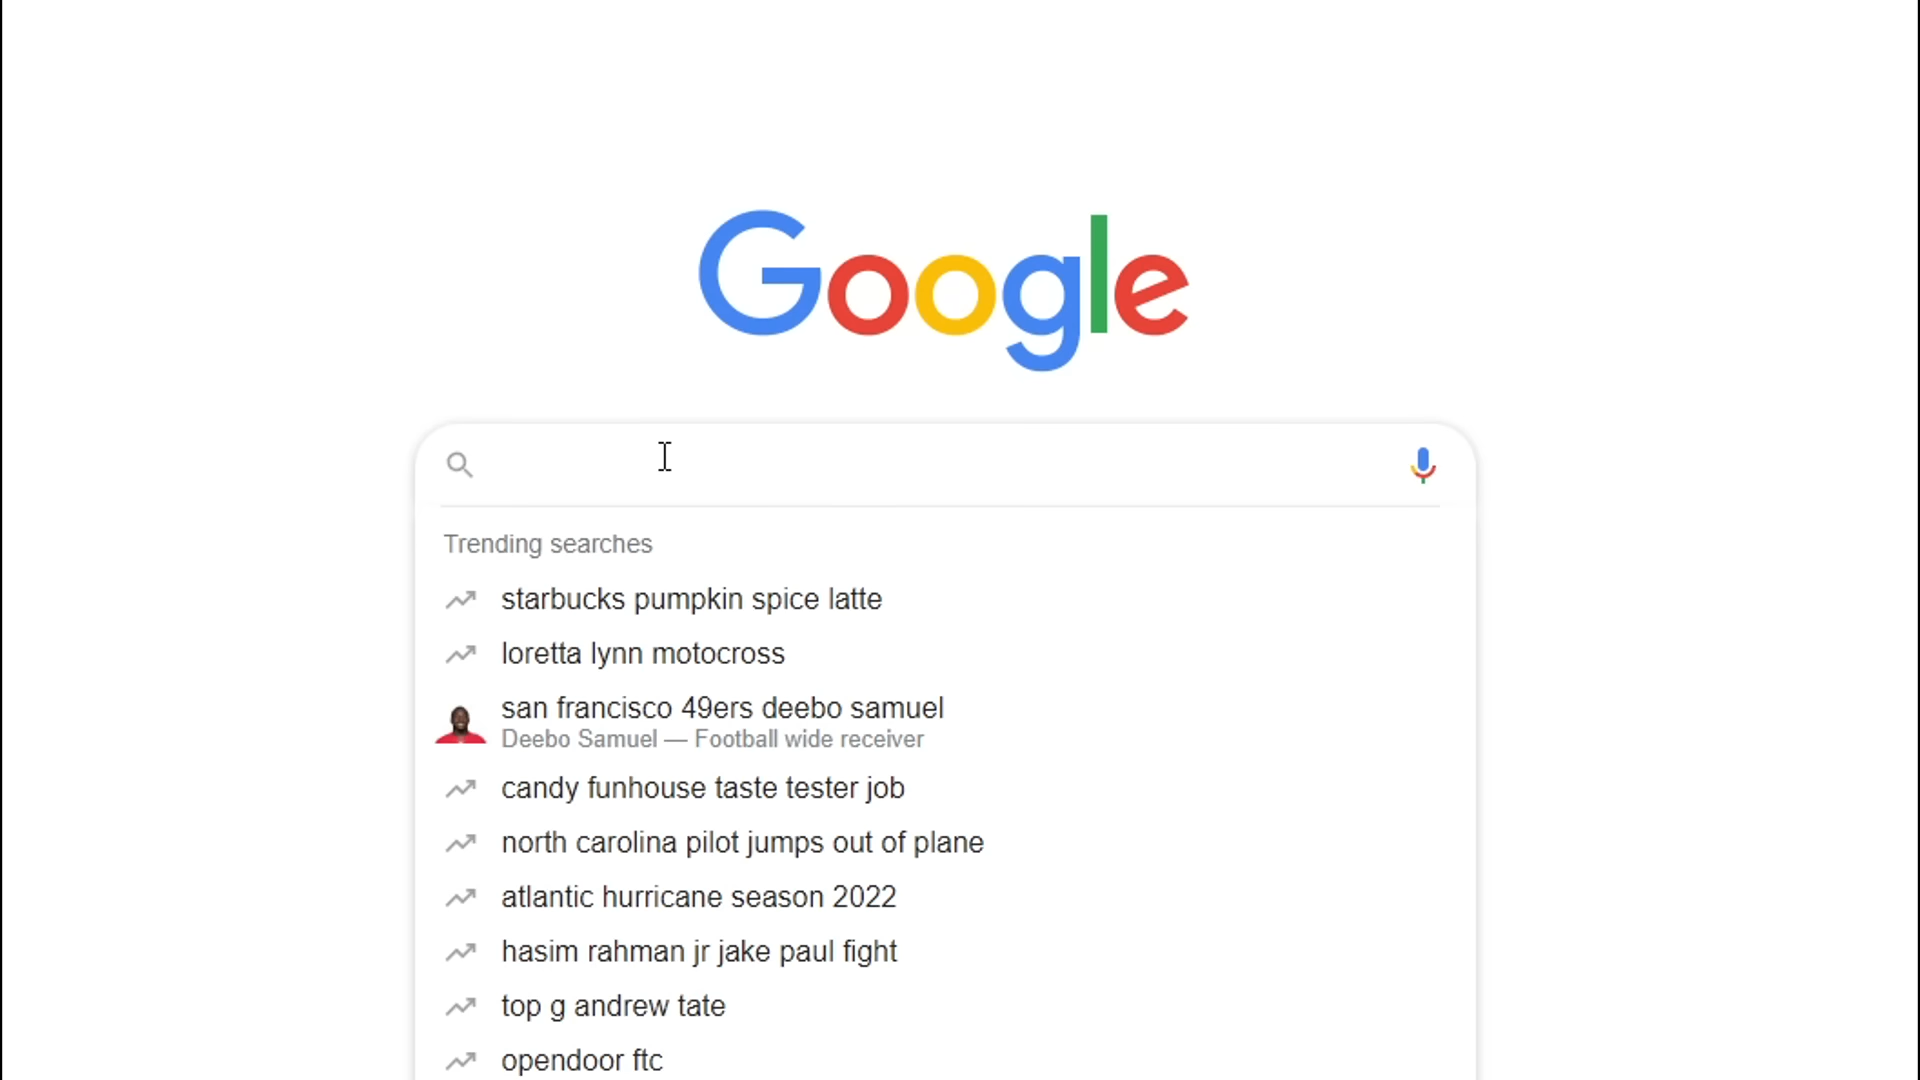 Google
Trending searches
starbucks pumpkin spice latte
loretta lynn motocross
san francisco 49ers deebo samuel
Deebo Samuel — Football wide receiver
candy funhouse taste tester job
north carolina pilot jumps out of plane
atlantic hurricane season 2022
hasim rahman jr jake paul fight
top g andrew tate
opendoor ftc